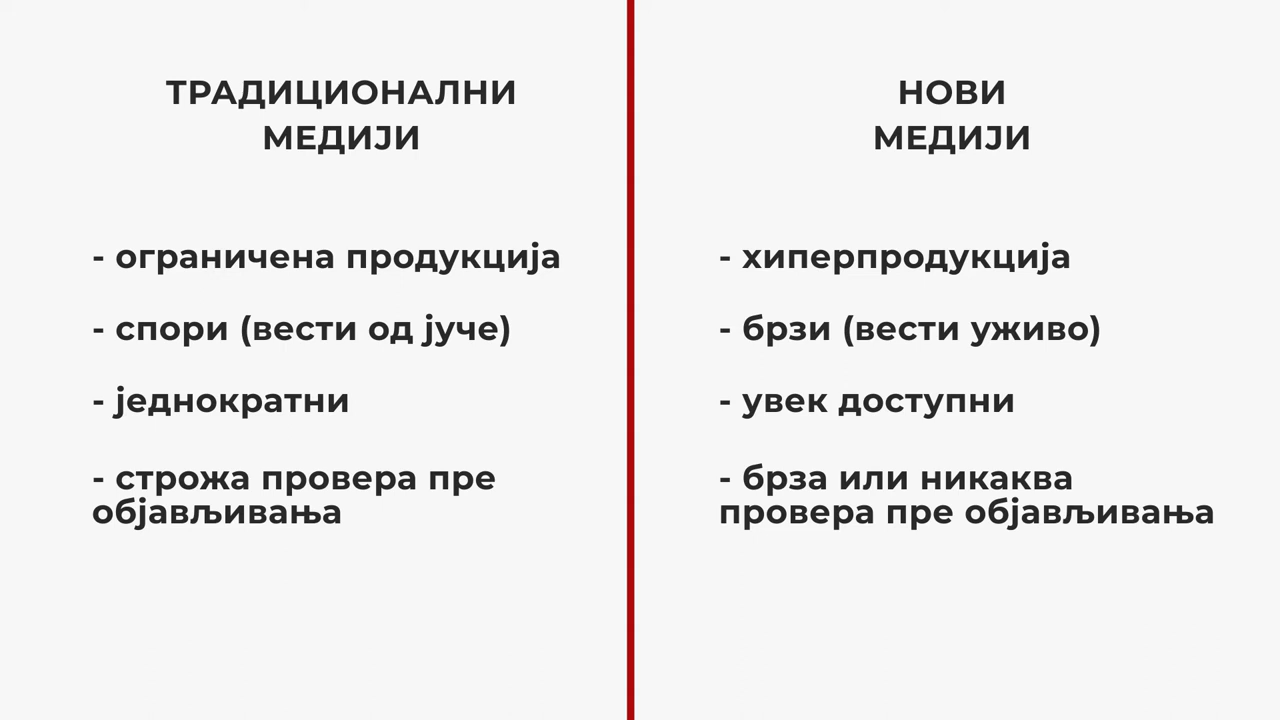 ТРАДИЦИОНАЛНИ
МЕДИЈИ
- ограничена продукција
- спори (вести од јуче)
- једнократни
- строжа провера пре
објављивања
НОВИ
МЕДИЈИ
- хиперпродукција
- брзи (вести уживо)
- увек доступни
- брза или никаква
провера пре објављивања